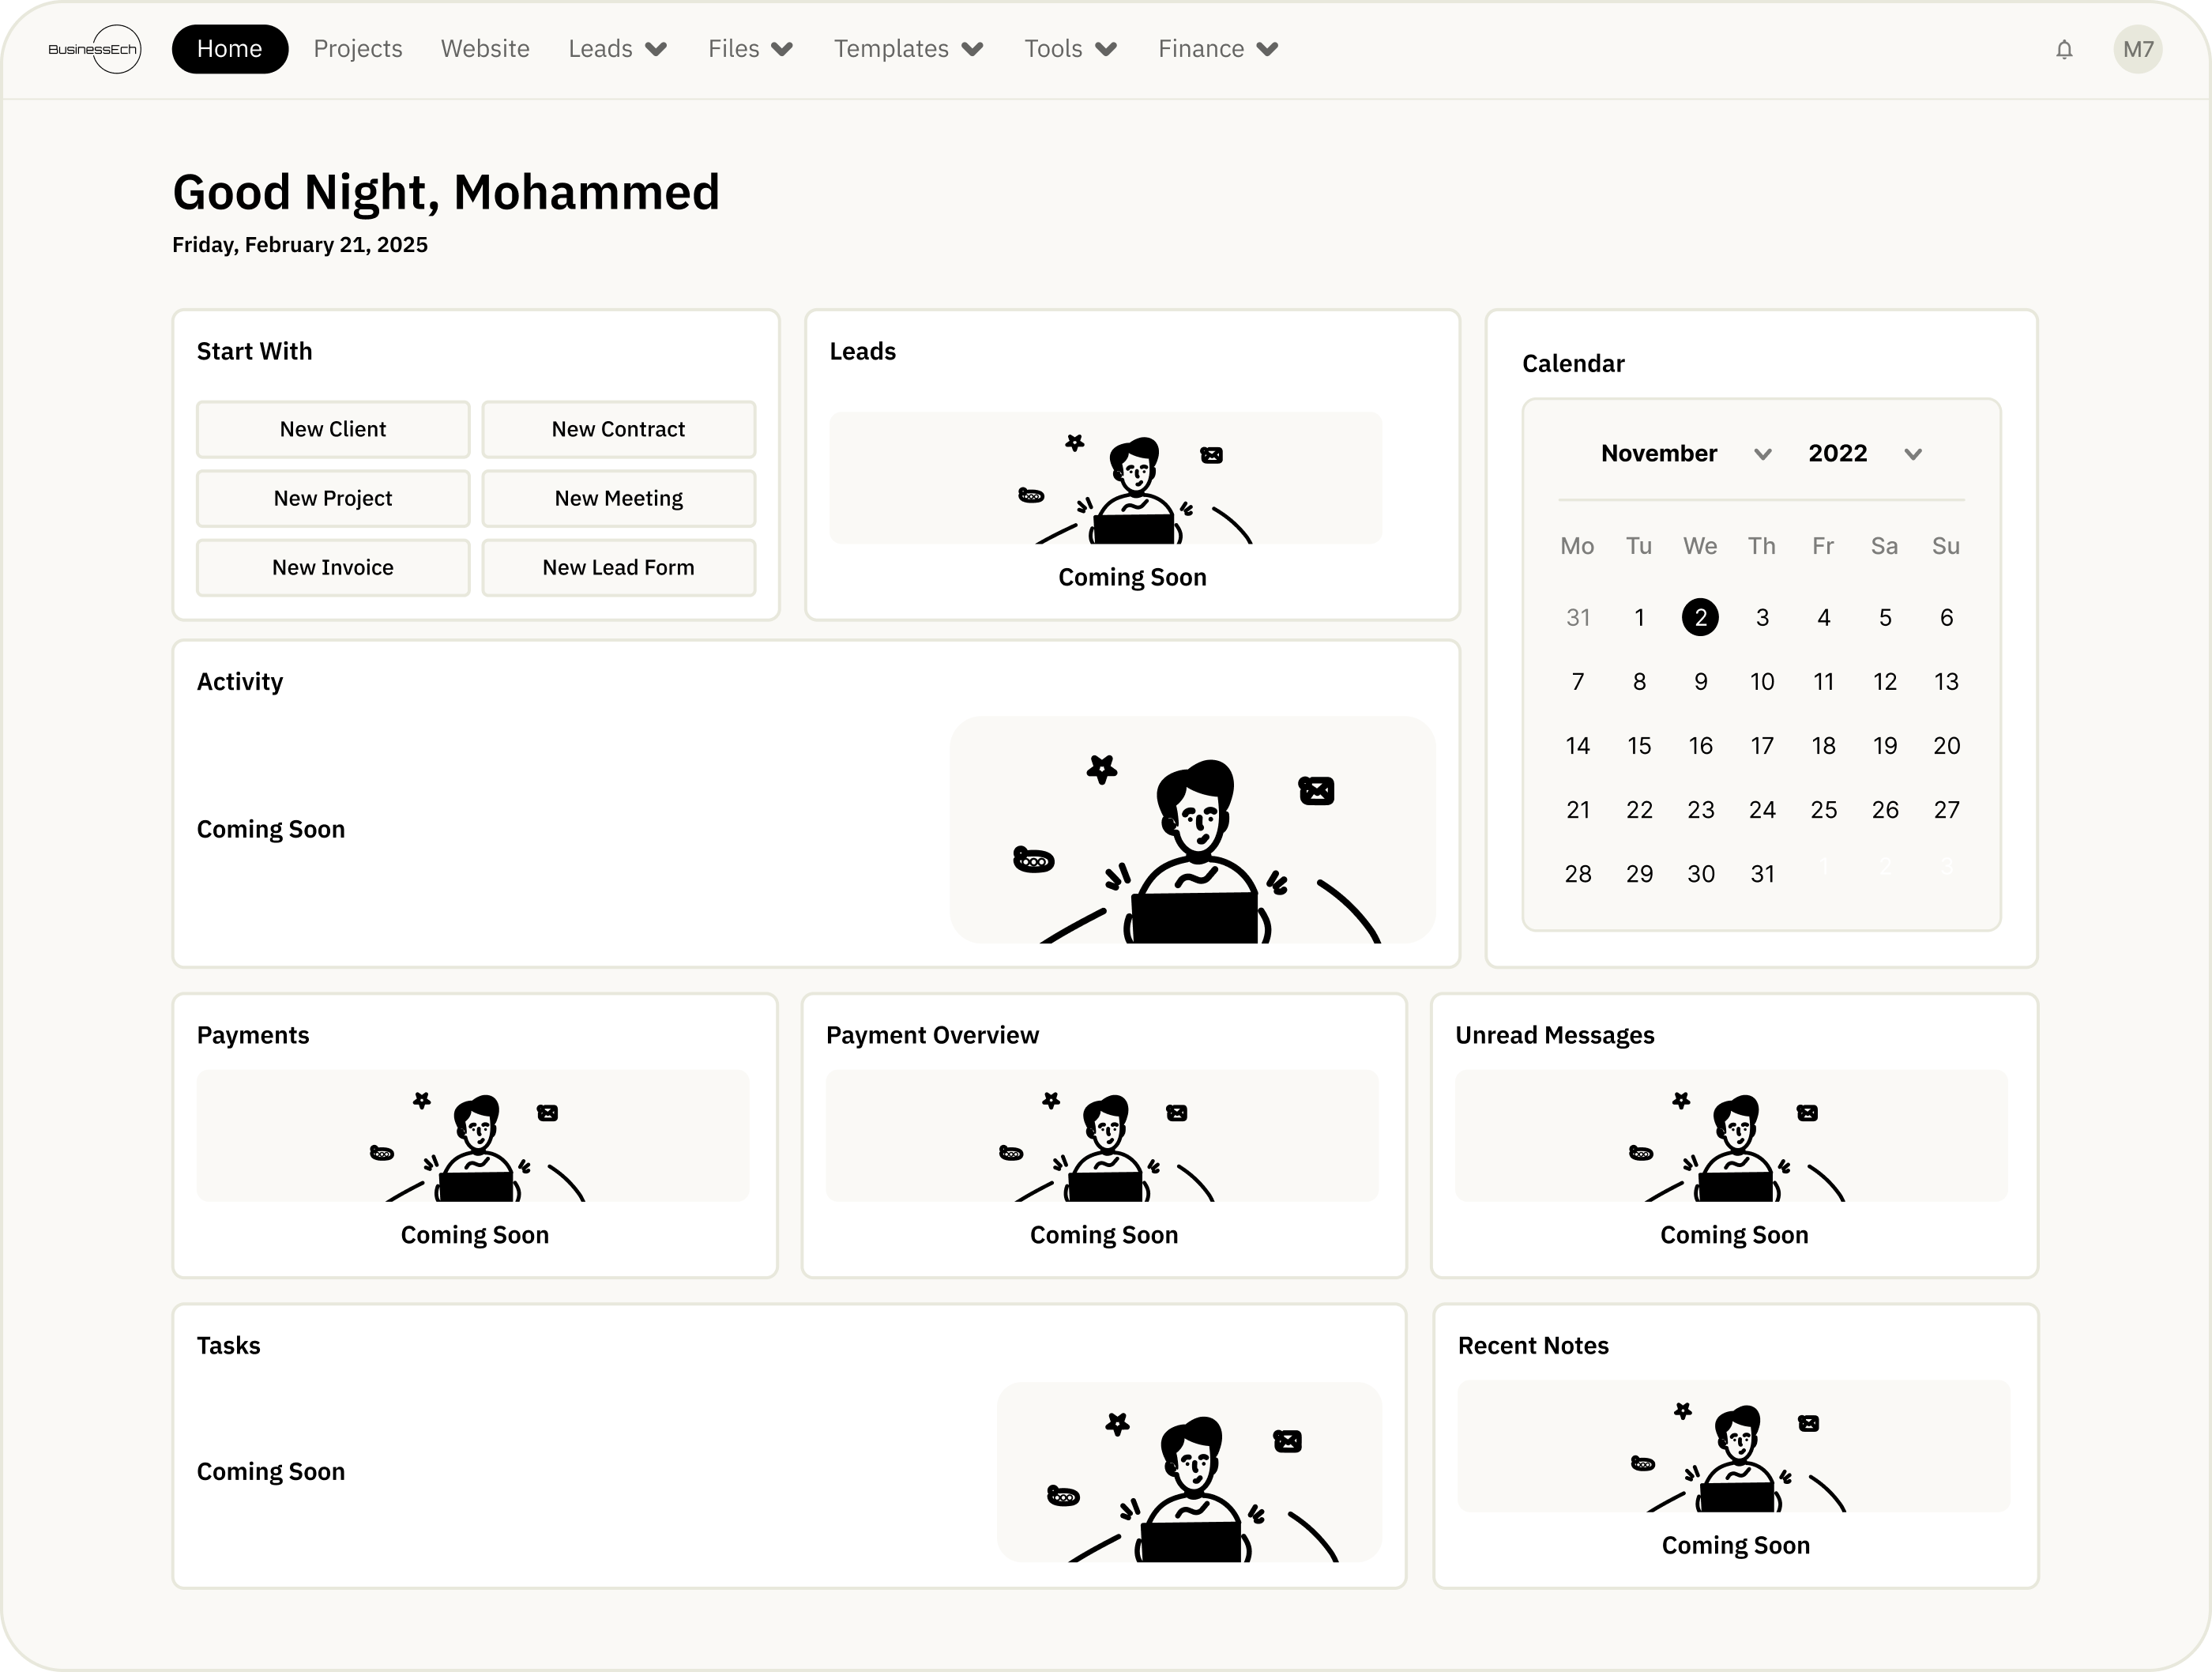 BusinessEch
Home Projects Website Leads Files Templates Tools Finance M7
Good Night, Mohammed
Friday, February 21, 2025
Start With
New Client New Contract
New Project New Meeting
New Invoice New Lead Form
Leads
Coming Soon
Calendar
November 2022
Mo Tu We Th Fr Sa Su
31 1 2 3 4 5 6
7 8 9 10 11 12 13
14 15 16 17 18 19 20
21 22 23 24 25 26 27
28 29 30 31 1 2 3
Activity
Coming Soon
Payments
Coming Soon
Payment Overview
Coming Soon
Unread Messages
Coming Soon
Tasks
Coming Soon
Recent Notes
Coming Soon